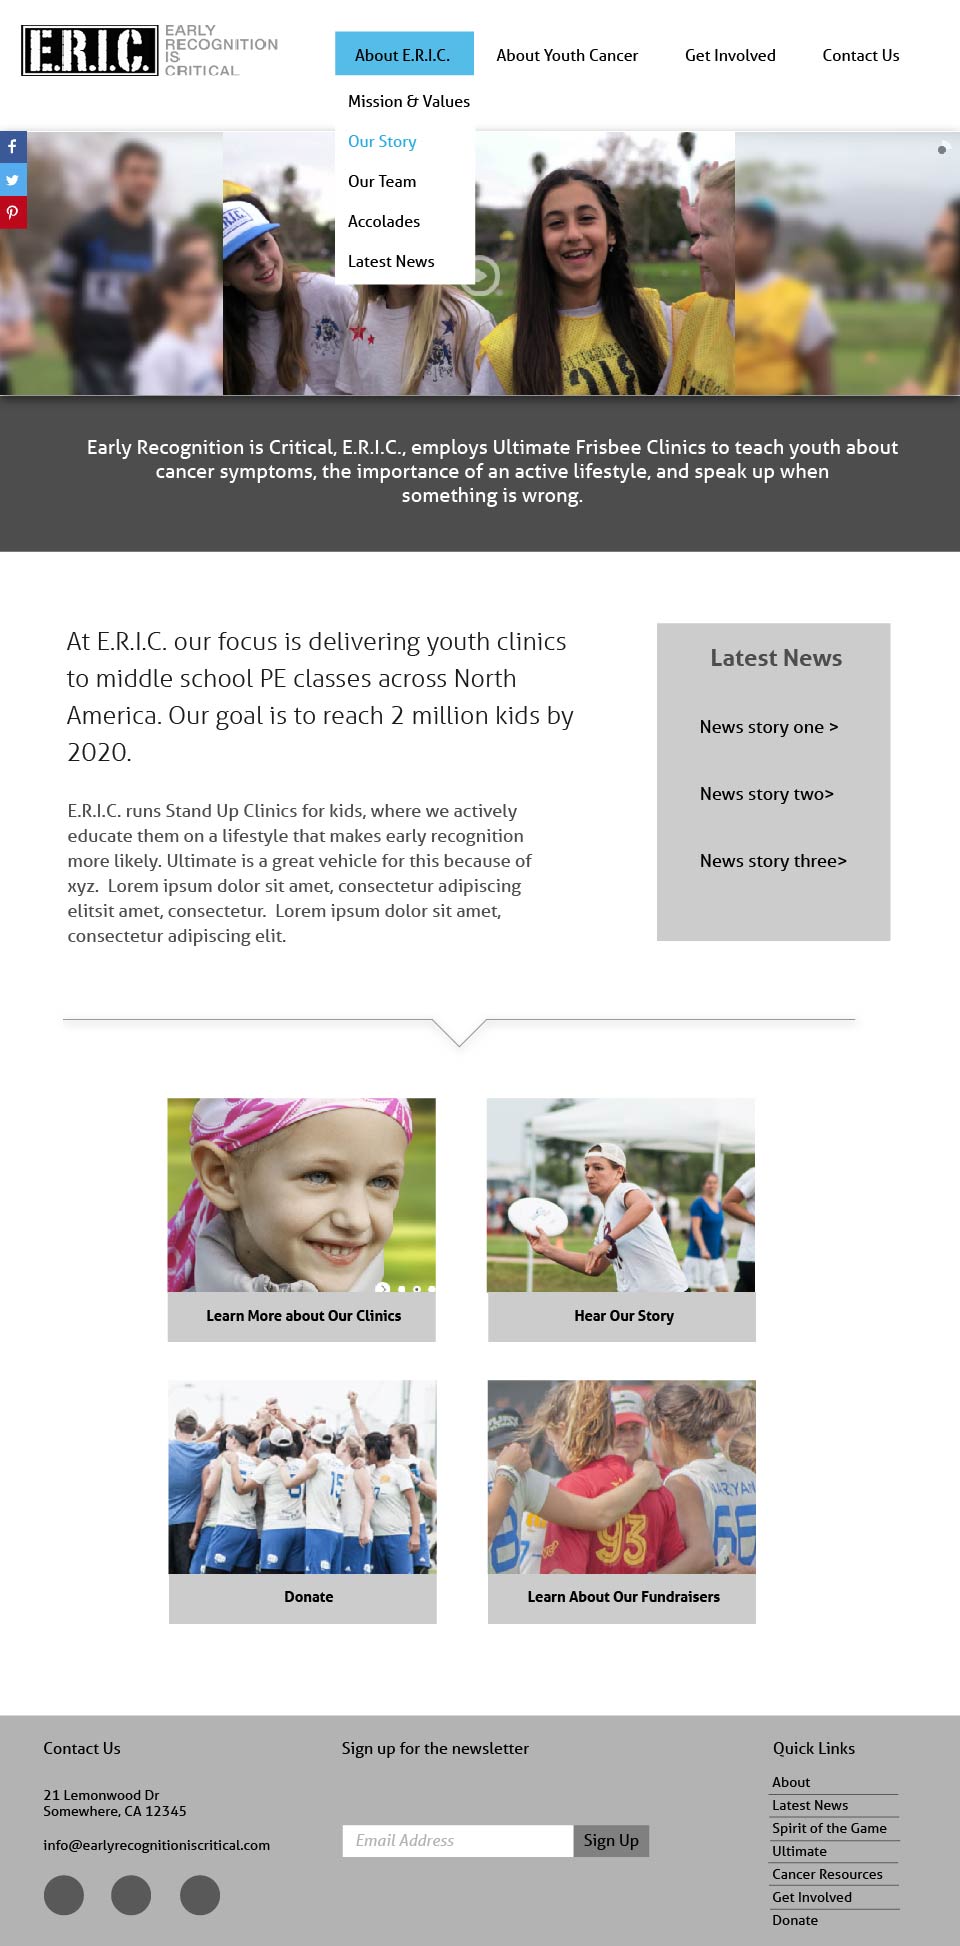 E.R.I.C.
EARLY
RECOGNITION
IS
CRITICAL
About E.R.I.C.
About Youth Cancer
Get Involved
Contact Us
Mission & Values
Our Story
Our Team
Accolades
Latest News
E.R.I.C.
Early Recognition is Critical, E.R.I.C., employs Ultimate Frisbee Clinics to teach youth about
cancer symptoms, the importance of an active lifestyle, and speak up when
something is wrong.
At E.R.I.C. our focus is delivering youth clinics
to middle school PE classes across North
America. Our goal is to reach 2 million kids by
2020.
E.R.I.C. runs Stand Up Clinics for kids, where we actively
educate them on a lifestyle that makes early recognition
more likely. Ultimate is a great vehicle for this because of
xyz.  Lorem ipsum dolor sit amet, consectetur adipiscing
elitsit amet, consectetur.  Lorem ipsum dolor sit amet,
consectetur adipiscing elit.
Latest News
News story one >
News story two>
News story three>
Learn More about Our Clinics
Hear Our Story
15
93
Donate
Learn About Our Fundraisers
Contact Us
21 Lemonwood Dr
Somewhere, CA 12345
info@earlyrecognitioniscritical.com
Sign up for the newsletter
Email Address
Sign Up
Quick Links
About
Latest News
Spirit of the Game
Ultimate
Cancer Resources
Get Involved
Donate